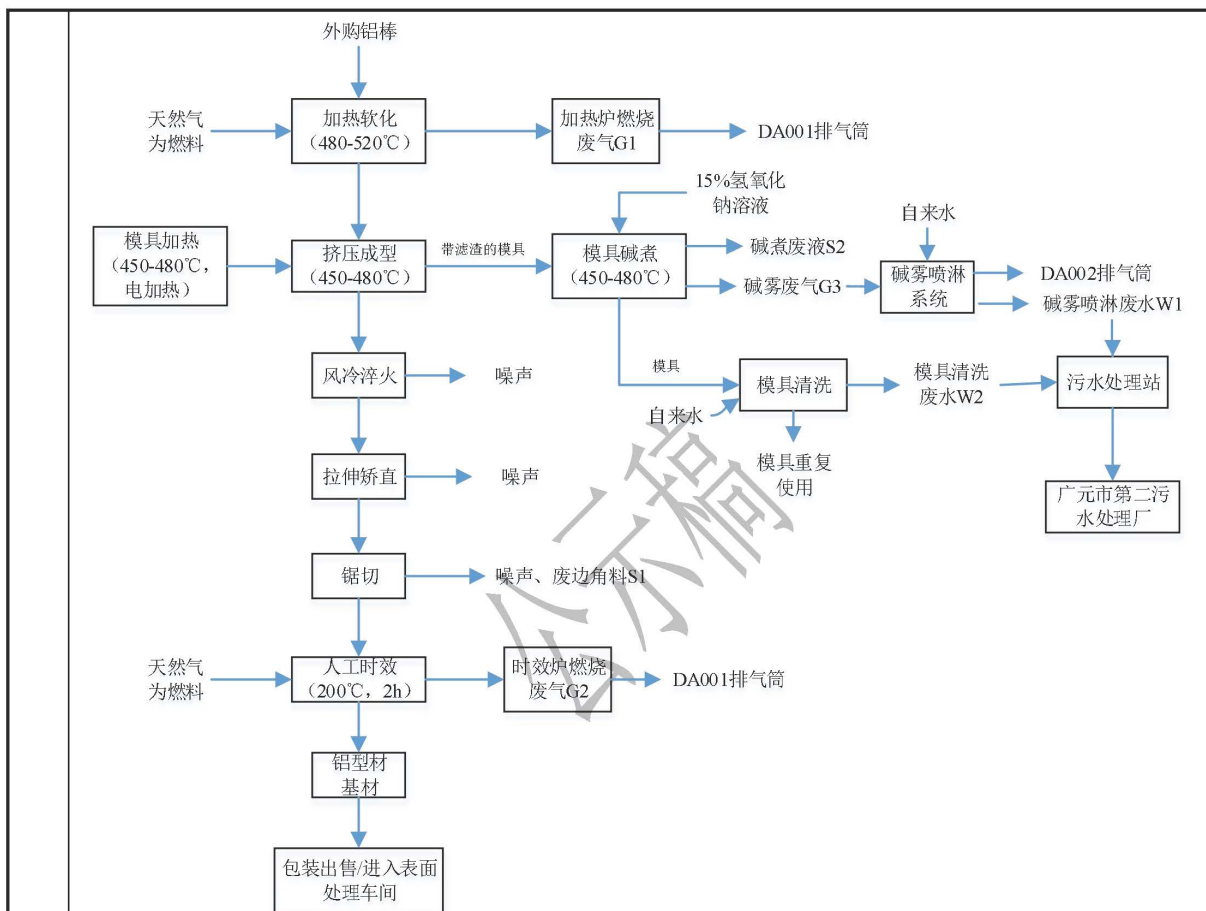 外购铝棒
天然气
为燃料
加热软化
（480-520℃）
加热炉燃烧
废气G1
DA001排气筒
15%氢氧化
钠溶液
自来水
模具加热
（450-480℃，
电加热）
挤压成型
（450-480℃）
带滤渣的模具
模具碱煮
（450-480℃）
碱煮废液S2
碱雾废气G3
碱雾喷淋
系统
DA002排气筒
碱雾喷淋废水W1
风冷淬火
噪声
模具
自来水
模具清洗
模具清洗
废水W2
污水处理站
模具重复
使用
广元市第二污
水处理厂
拉伸矫直
噪声
锯切
噪声、废边角料S1
天然气
为燃料
人工时效
（200℃，2h）
时效炉燃烧
废气G2
DA001排气筒
铝型材
基材
包装出售/进入表面
处理车间
公示稿